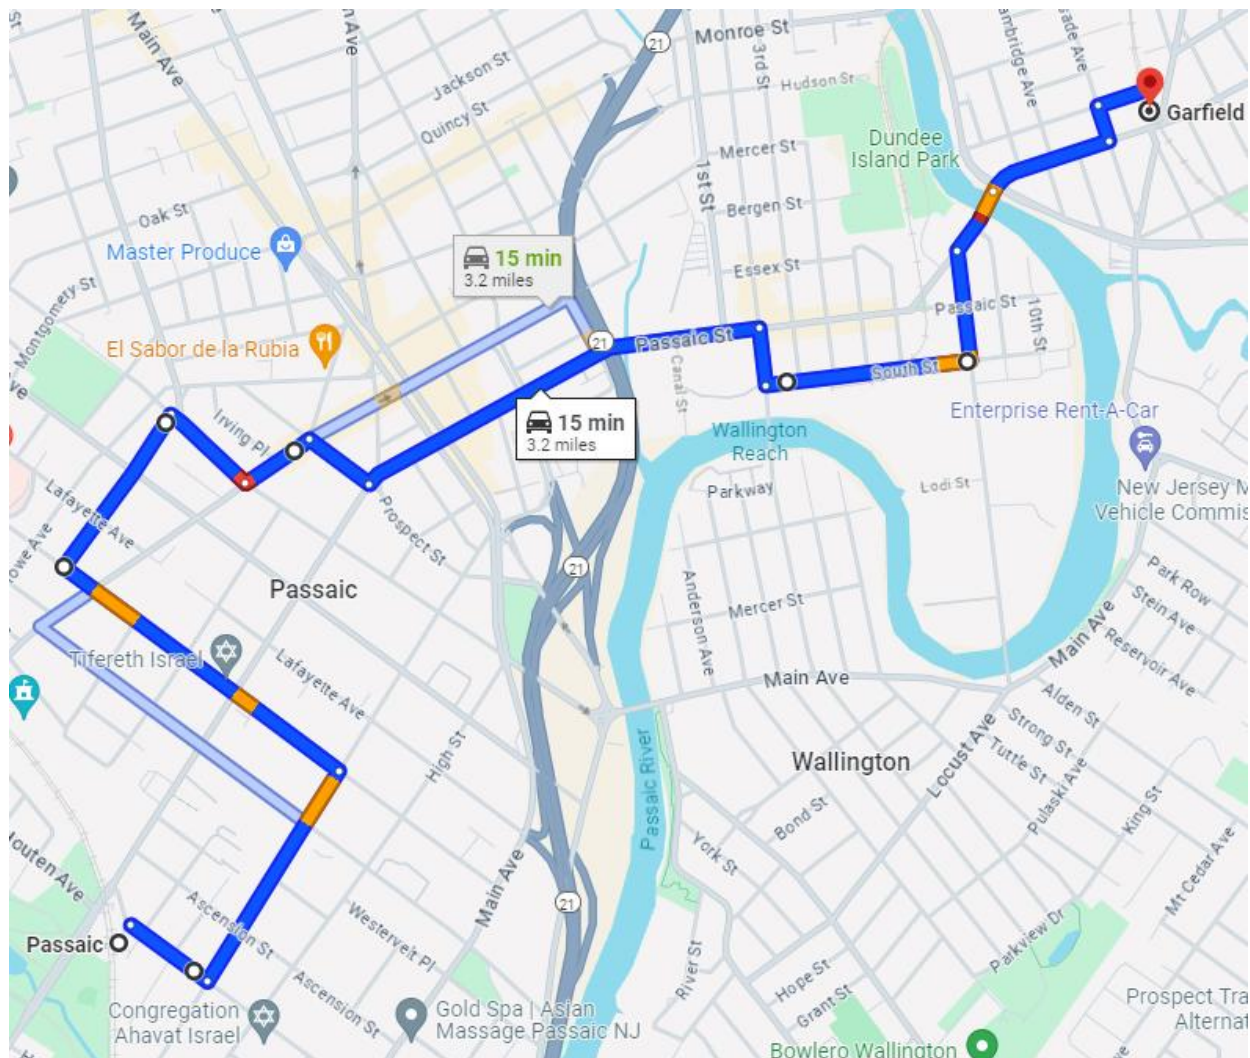 Main Ave
21
Monroe St
3rd St
Hudson St
Jackson St
Quincy St
Mercer St
1st St
Bergen St
Dundee
Island Park
Garfield
Oak St
Master Produce
15 min
3.2 miles
Essex St
Passaic St
10th St
Montgomery St
El Sabor de la Rubia
21
Passaic St
Canal St
South St
Irving Pl
15 min
3.2 miles
Enterprise Rent-A-Car
Wallington
Reach
Parkway
Lodi St
Lafayette Ave
Prospect St
New Jersey M
Vehicle Commis
Passaic
21
Anderson Ave
Mercer St
Park Row
Stein Ave
Reservoir Ave
Main Ave
Tifereth Israel
Lafayette Ave
Main Ave
Alden St
Strong St
Tuttle St
Locust Ave
Pulaski Ave
King St
High St
Wallington
Passaic River
Bond St
York St
Mt Cedar Ave
Main Ave
21
Houten Ave
Ascension St
Westervelt Pl
Passaic
Ascension St
River St
Hope St
Grant St
Parkview Dr
Congregation
Ahavat Israel
Gold Spa | Asian
Massage Passaic NJ
Prospect Tra
Alternat
Bowlero Wallington